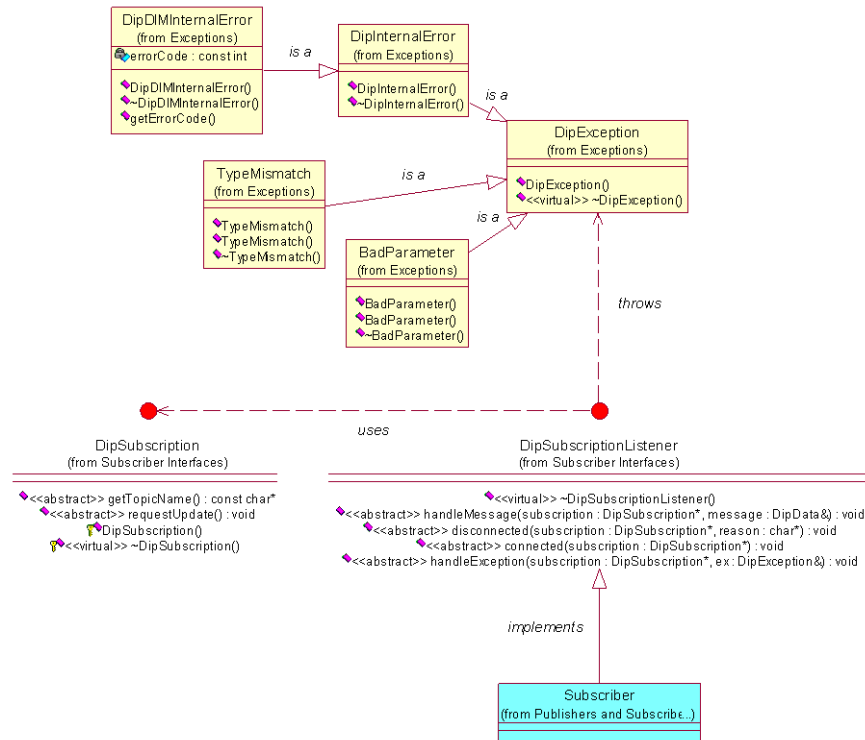 DipDIMInternalError
(from Exceptions)
errorCode : const int
DipDIMInternalError()
~DipDIMInternalError()
getErrorCode()
is a
DipInternalError
(from Exceptions)
DipInternalError()
~DipInternalError()
is a
DipException
(from Exceptions)
DipException()
<<virtual>> ~DipException()
TypeMismatch
(from Exceptions)
TypeMismatch()
TypeMismatch()
~TypeMismatch()
is a
BadParameter
(from Exceptions)
BadParameter()
BadParameter()
~BadParameter()
is a
throws
uses
DipSubscription
(from Subscriber Interfaces)
<<abstract>> getTopicName() : const char*
<<abstract>> requestUpdate() : void
DipSubscription()
<<virtual>> ~DipSubscription()
DipSubscriptionListener
(from Subscriber Interfaces)
<<virtual>> ~DipSubscriptionListener()
<<abstract>> handleMessage(subscription : DipSubscription*, message : DipData&) : void
<<abstract>> disconnected(subscription : DipSubscription*, reason : char*) : void
<<abstract>> connected(subscription : DipSubscription*) : void
<<abstract>> handleException(subscription : DipSubscription*, ex : DipException&) : void
implements
Subscriber
(from Publishers and Subscribe...)